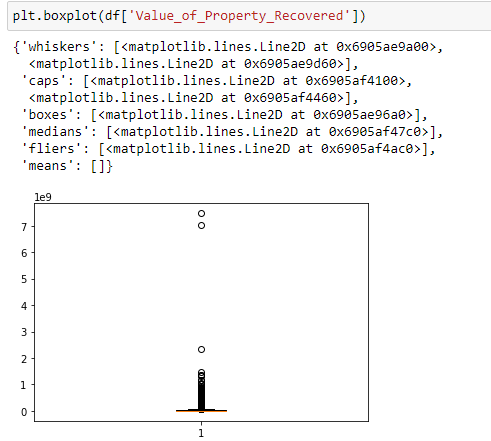 plt.boxplot(df['Value_of_Property_Recovered'])
{'whiskers': [<matplotlib.lines.Line2D at 0x6905ae9a00>,
<matplotlib.lines.Line2D at 0x6905ae9d60>],
'caps': [<matplotlib.lines.Line2D at 0x6905af4100>,
<matplotlib.lines.Line2D at 0x6905af4460>],
'boxes': [<matplotlib.lines.Line2D at 0x6905ae96a0>],
'medians': [<matplotlib.lines.Line2D at 0x6905af47c0>],
'fliers': [<matplotlib.lines.Line2D at 0x6905af4ac0>],
'means': []}
1e9
7
6
5
4
3
2
1
0
1